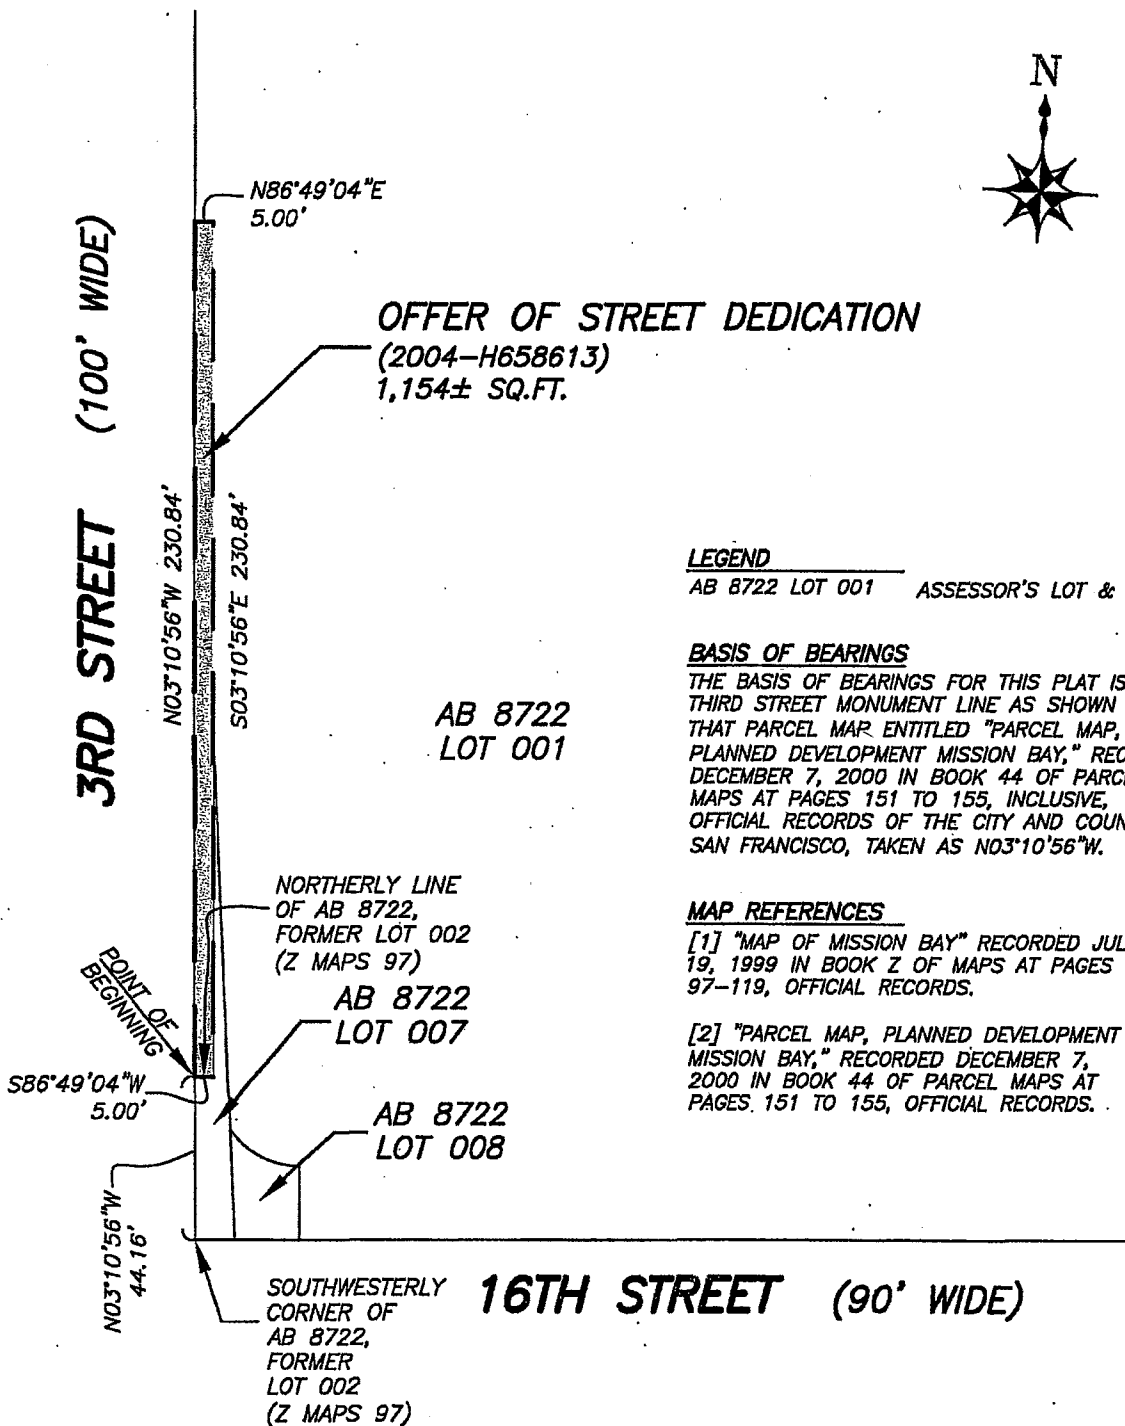 N
N86°49'04"E
5.00'
3RD STREET (100' WIDE)
OFFER OF STREET DEDICATION
(2004-H658613)
1,154± SQ.FT.
N03°10'56"W 230.84'
S03°10'56"E 230.84'
AB 8722
LOT 001
LEGEND
AB 8722 LOT 001 ASSESSOR'S LOT &
BASIS OF BEARINGS
THE BASIS OF BEARINGS FOR THIS PLAT IS
THIRD STREET MONUMENT LINE AS SHOWN
THAT PARCEL MAP ENTITLED "PARCEL MAP,
PLANNED DEVELOPMENT MISSION BAY," REC
DECEMBER 7, 2000 IN BOOK 44 OF PARCE
MAPS AT PAGES 151 TO 155, INCLUSIVE,
OFFICIAL RECORDS OF THE CITY AND COUN
SAN FRANCISCO, TAKEN AS N03°10'56"W.
NORTHERLY LINE
OF AB 8722,
FORMER LOT 002
(Z MAPS 97)
MAP REFERENCES
[1] "MAP OF MISSION BAY" RECORDED JUL
19, 1999 IN BOOK Z OF MAPS AT PAGES
97-119, OFFICIAL RECORDS.
[2] "PARCEL MAP, PLANNED DEVELOPMENT
MISSION BAY," RECORDED DECEMBER 7,
2000 IN BOOK 44 OF PARCEL MAPS AT
PAGES 151 TO 155, OFFICIAL RECORDS.
POINT OF
BEGINNING
AB 8722
LOT 007
S86°49'04"W
5.00'
AB 8722
LOT 008
N03°10'56"W
44.16'
SOUTHWESTERLY
CORNER OF
AB 8722,
FORMER
LOT 002
(Z MAPS 97)
16TH STREET (90' WIDE)